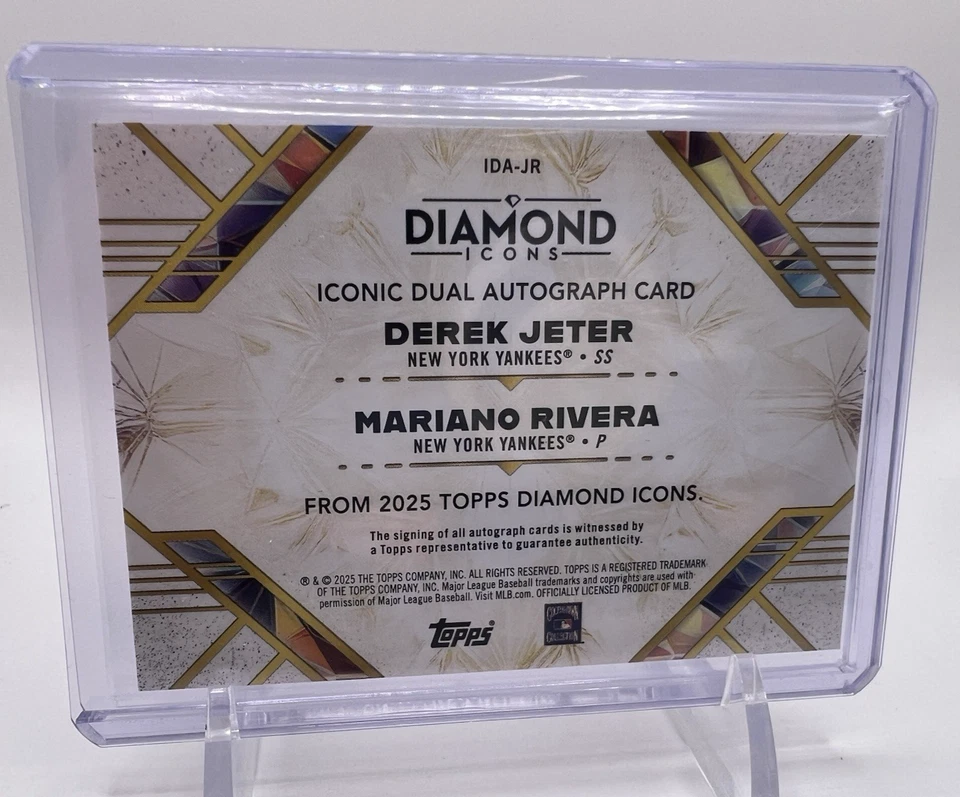 IDA-JR
DIAMOND
ICONS
ICONIC DUAL AUTOGRAPH CARD
DEREK JETER
NEW YORK YANKEES® • SS
MARIANO RIVERA
NEW YORK YANKEES® • P
FROM 2025 TOPPS DIAMOND ICONS.
The signing of all autograph cards is witnessed by
a Topps representative to guarantee authenticity.
® & © 2025 THE TOPPS COMPANY, INC. ALL RIGHTS RESERVED. TOPPS IS A REGISTERED TRADEMARK
OF THE TOPPS COMPANY, INC. Major League Baseball trademarks and copyrights are used with
permission of Major League Baseball. Visit MLB.com. OFFICIALLY LICENSED PRODUCT OF MLB.
topps®
COOPERSTOWN
COLLECTION